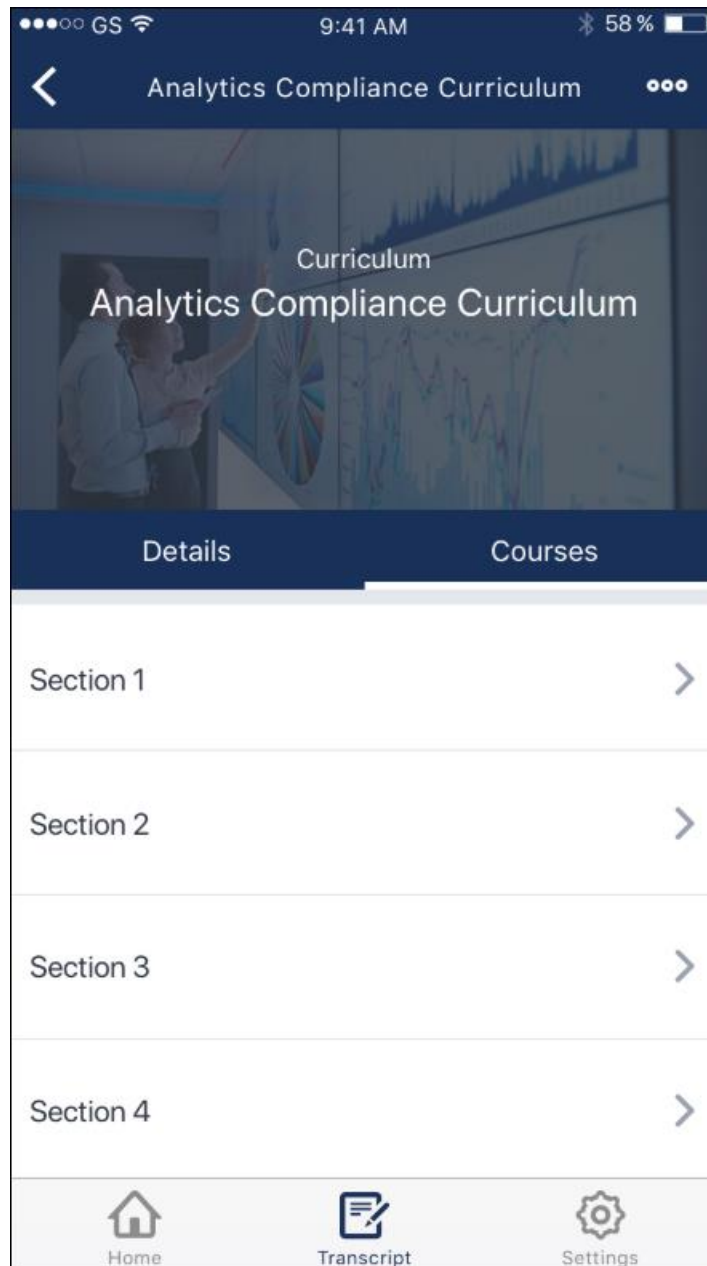 GS 9:41 AM 58 %
Analytics Compliance Curriculum
Curriculum
Analytics Compliance Curriculum
Details Courses
Section 1
Section 2
Section 3
Section 4
Home Transcript Settings